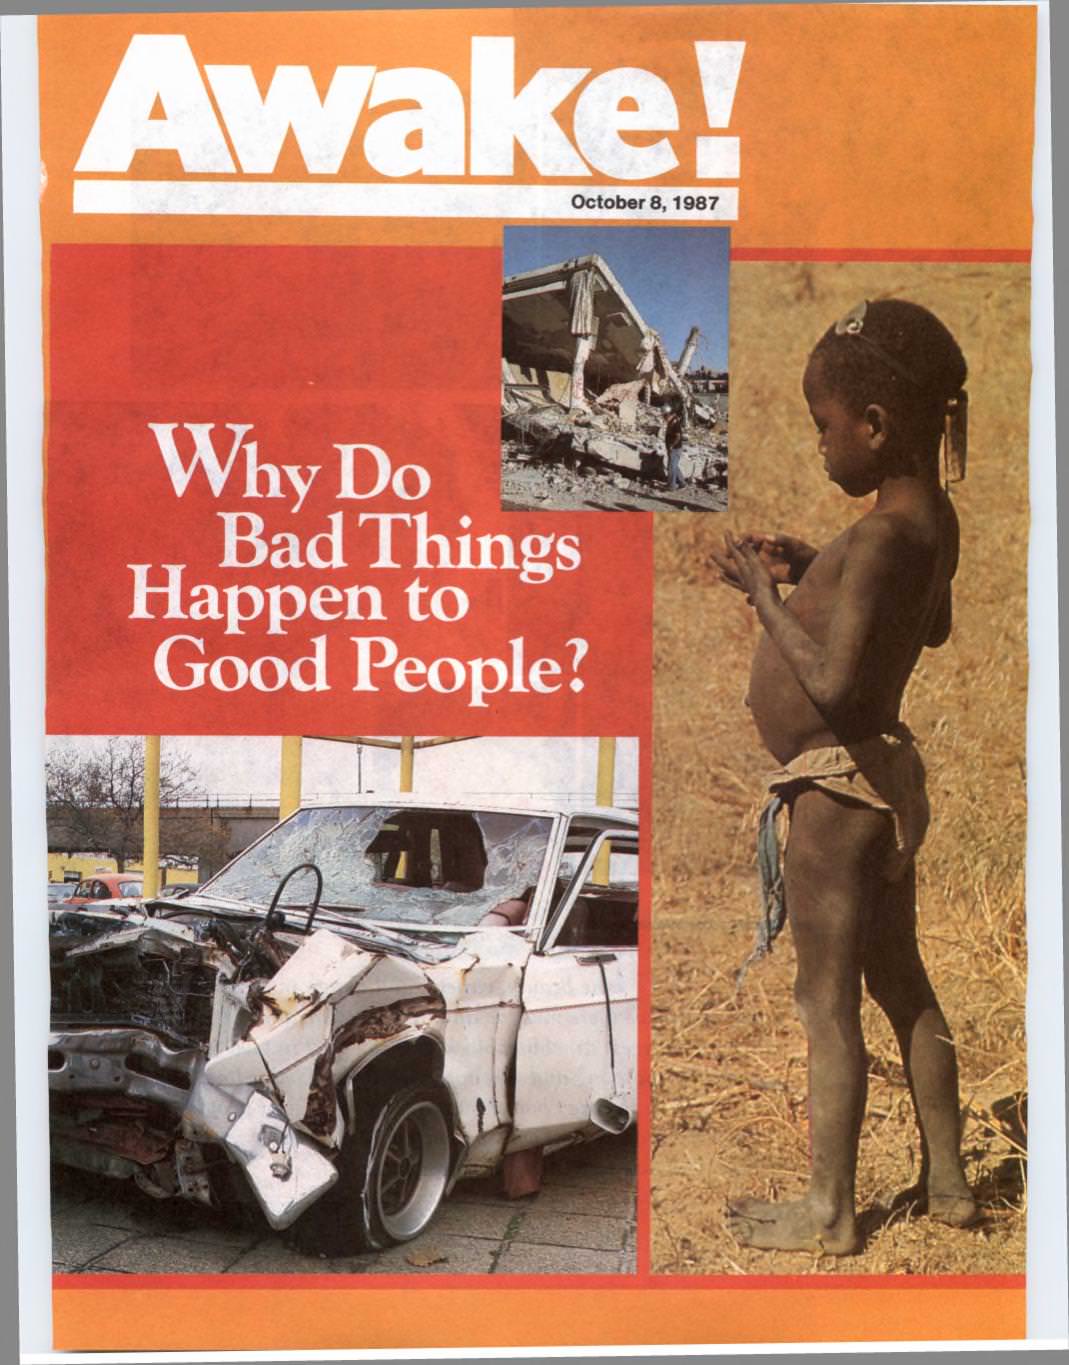 Awake!
October 8, 1987
Why Do
Bad Things
Happen to
Good People?